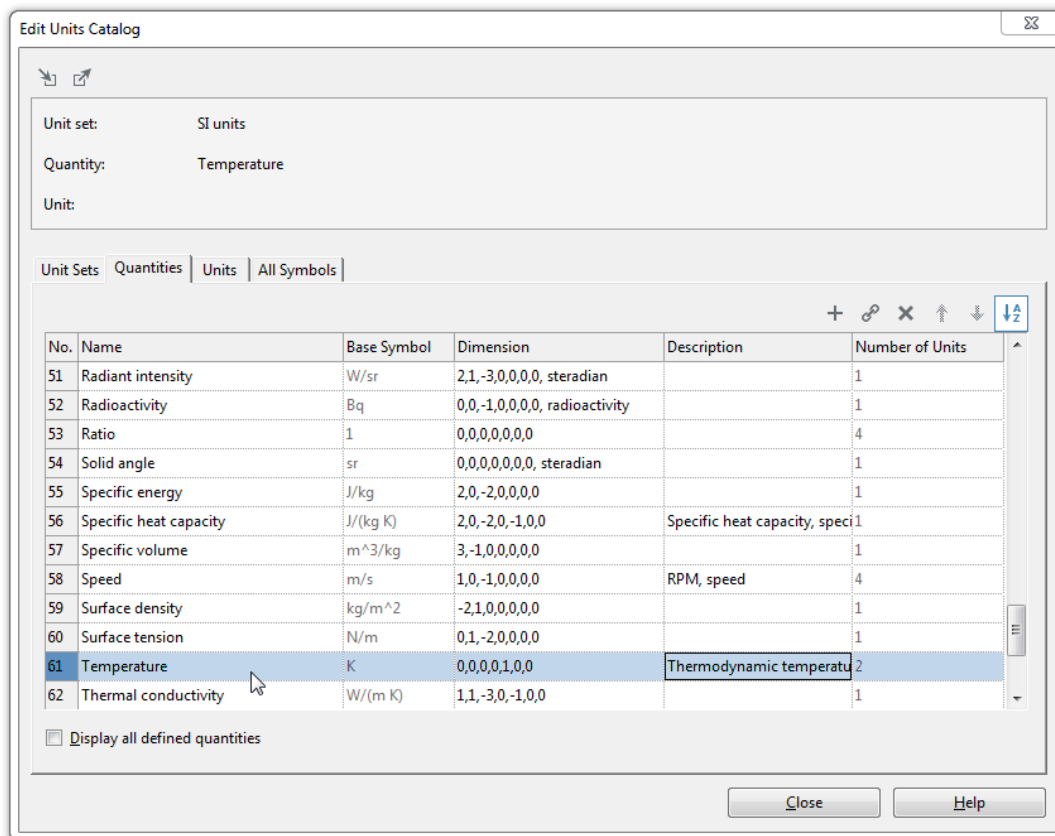 Edit Units Catalog
Unit set: SI units
Quantity: Temperature
Unit:
Unit Sets Quantities Units All Symbols
No. Name Base Symbol Dimension Description Number of Units
51 Radiant intensity W/sr 2,1,-3,0,0,0,0, steradian 1
52 Radioactivity Bq 0,0,-1,0,0,0,0, radioactivity 1
53 Ratio 1 0,0,0,0,0,0,0 4
54 Solid angle sr 0,0,0,0,0,0,0, steradian 1
55 Specific energy J/kg 2,0,-2,0,0,0,0 1
56 Specific heat capacity J/(kg K) 2,0,-2,0,-1,0,0 Specific heat capacity, speci 1
57 Specific volume m^3/kg 3,-1,0,0,0,0,0 1
58 Speed m/s 1,0,-1,0,0,0,0 RPM, speed 4
59 Surface density kg/m^2 -2,1,0,0,0,0,0 1
60 Surface tension N/m 0,1,-2,0,0,0,0 1
61 Temperature K 0,0,0,0,1,0,0 Thermodynamic temperatu 2
62 Thermal conductivity W/(m K) 1,1,-3,0,-1,0,0 1
Display all defined quantities
Close Help